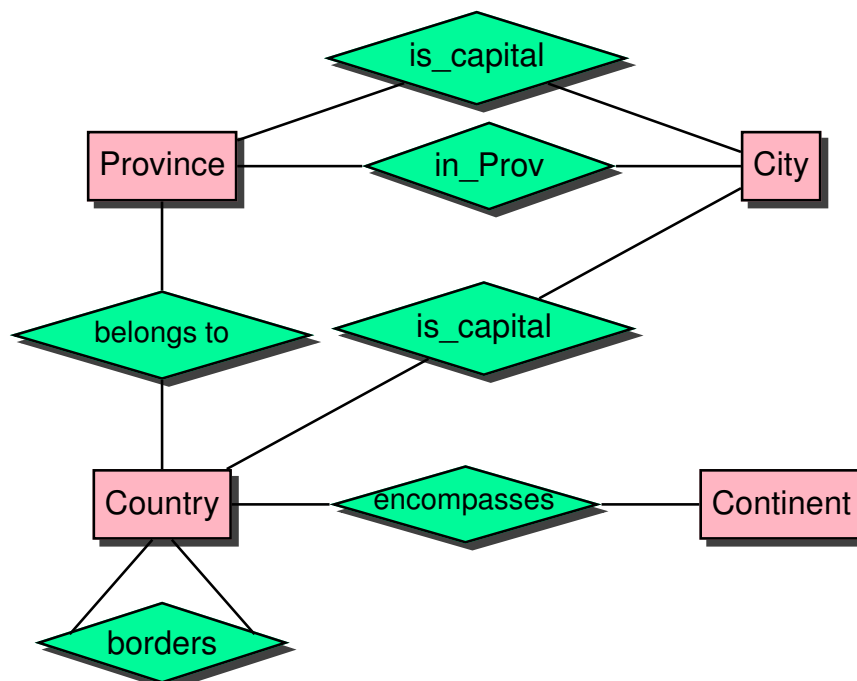 is_capital
Province
in_Prov
City
belongs to
is_capital
Country
encompasses
Continent
borders